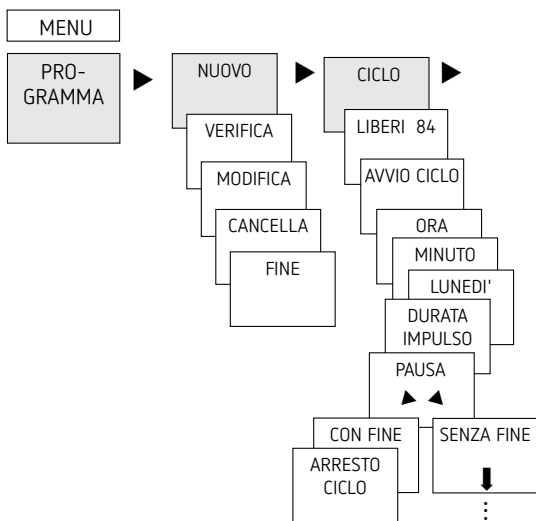 MENU
PRO-
GRAMMA
NUOVO
VERIFICA
MODIFICA
CANCELLA
FINE
CICLO
LIBERI 84
AVVIO CICLO
ORA
MINUTO
LUNEDI'
DURATA
IMPULSO
PAUSA
CON FINE
ARRESTO
CICLO
SENZA FINE